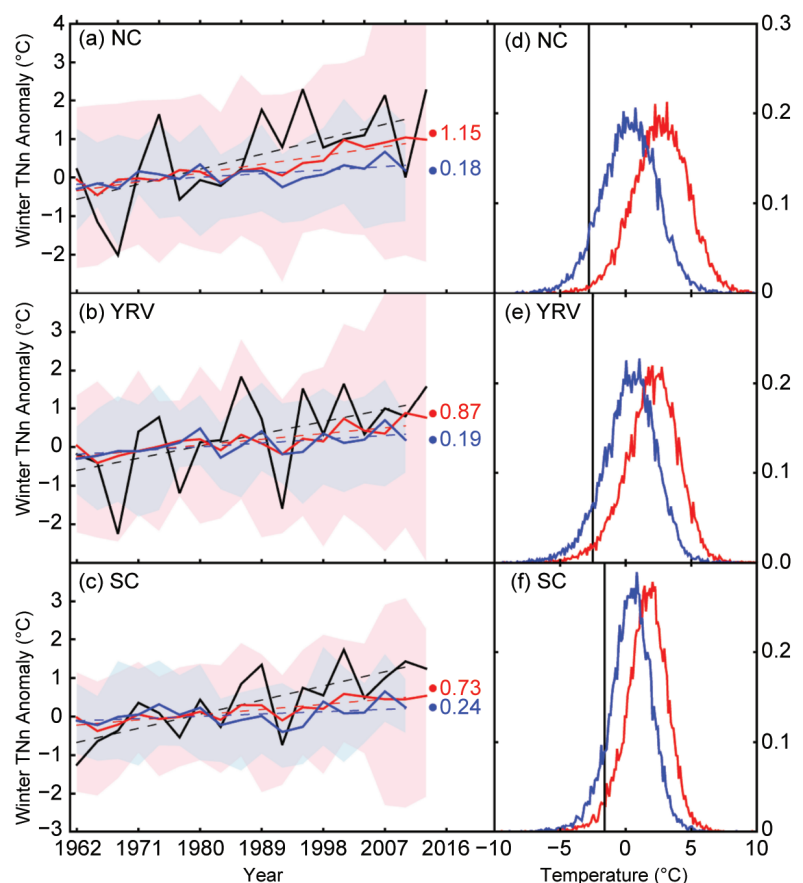 (a) NC
(d) NC
0.3
3
2
1
0
−1
−2
Winter TNn Anomaly (°C)
1.15
0.18
0.2
0.1
0
(b) YRV
(e) YRV
3
2
1
0
−1
−2
Winter TNn Anomaly (°C)
0.87
0.19
0.2
0.1
0.0
(c) SC
(f) SC
3
2
1
0
−1
−2
−3
Winter TNn Anomaly (°C)
0.73
0.24
0.2
0.1
0
1962 1971 1980 1989 1998 2007 2016
−10 −5 0 5 10
Year
Temperature (°C)